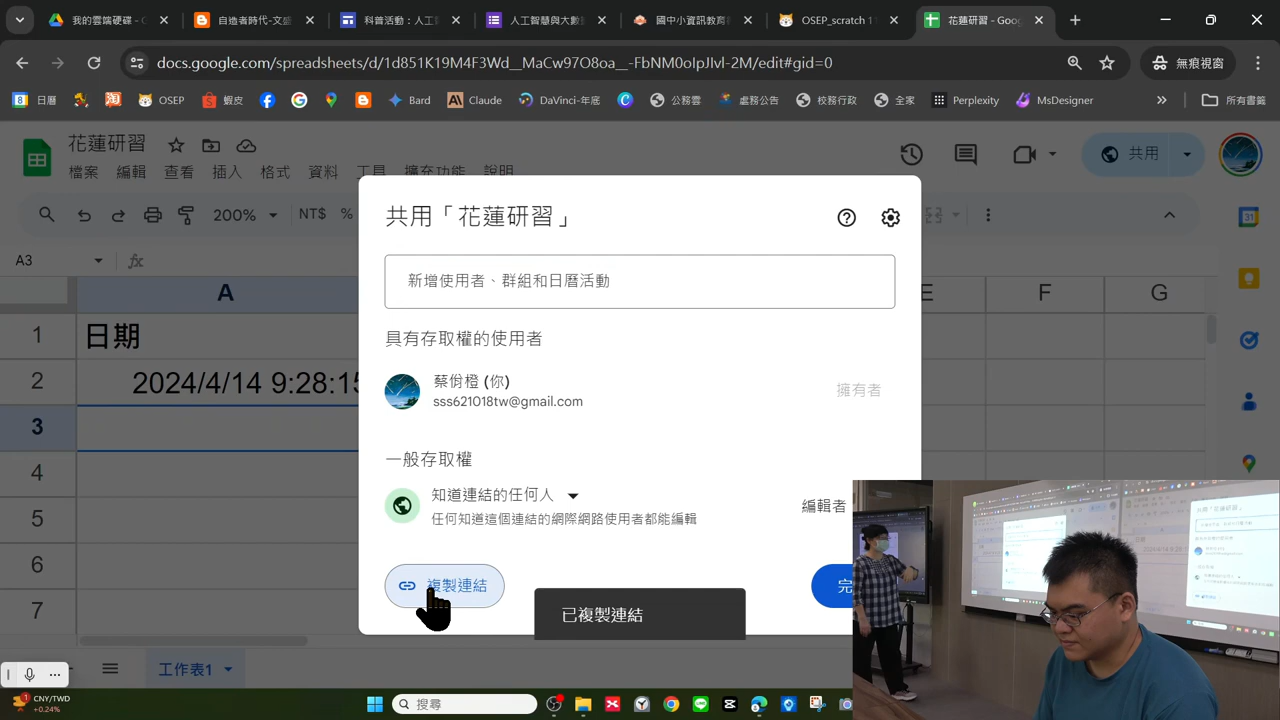 我的雲端硬碟 - G
自造者時代-文盛
科普活動：人工
人工智慧與大數
國中小資訊教育
OSEP_scratch 1
花蓮研習 - Goo
docs.google.com/spreadsheets/d/1d851K19M4F3Wd__MaCw97O8oa__-FbNM0oIpJlvl-2M/edit#gid=0
無痕視窗
日曆
淘
OSEP
蝦皮
Bard
Claude
DaVinci-年底
公務雲
處務公告
校務行政
全家
Perplexity
MsDesigner
所有書籤
花蓮研習
檔案 編輯 查看 插入 格式 資料 工具 擴充功能 說明
共用
200%
NT$ %
A3
fx
A E F G
1 日期
2 2024/4/14 9:28:15
3
4
5
6
7
共用「花蓮研習」
新增使用者、群組和日曆活動
具有存取權的使用者
蔡佾橙 (你)
sss621018tw@gmail.com
擁有者
一般存取權
知道連結的任何人
任何知道這個連結的網際網路使用者都能編輯
編輯者
複製連結
已複製連結
完
工作表1
CNY/TWD
+0.24%
搜尋